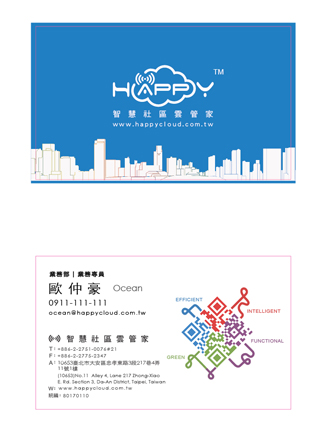 HAPPY TM
智慧社區雲管家
www.happycloud.com.tw
業務部 | 業務專員
歐仲豪 Ocean
0911-111-111
ocean@happycloud.com.tw
智慧社區雲管家
T: +886-2-2751-0076#21
F: +886-2-2775-2347
A: 10653臺北市大安區忠孝東路3段217巷4弄
11號1樓
(10653)No.11 Alley 4, Lane 217 Zhong-Xiao
E. Rd. Section 3, Da-An District, Taipei, Taiwan
W:www.happycloud.com.tw
統編: 80170110
EFFICIENT
INTELLIGENT
FUNCTIONAL
GREEN